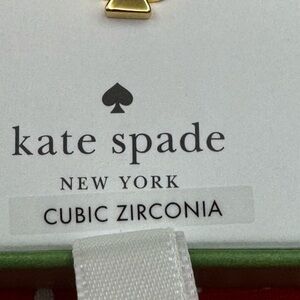 kate spade
NEW YORK
CUBIC ZIRCONIA